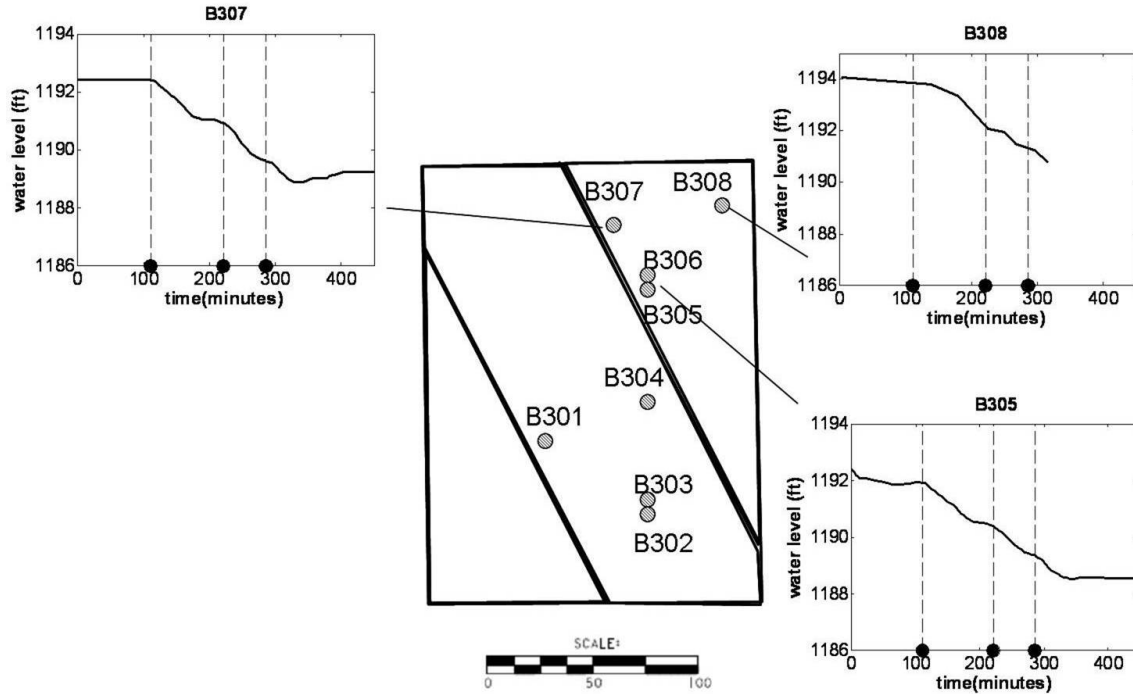 B307
1194
1192
1190
1188
1186
water level (ft)
0 100 200 300 400
time(minutes)
B308
1194
1192
1190
1188
1186
water level (ft)
0 100 200 300 400
time(minutes)
B307
B308
B306
B305
B304
B301
B303
B302
B305
1194
1192
1190
1188
1186
water level (ft)
0 100 200 300 400
time(minutes)
SCALE:
0 50 100